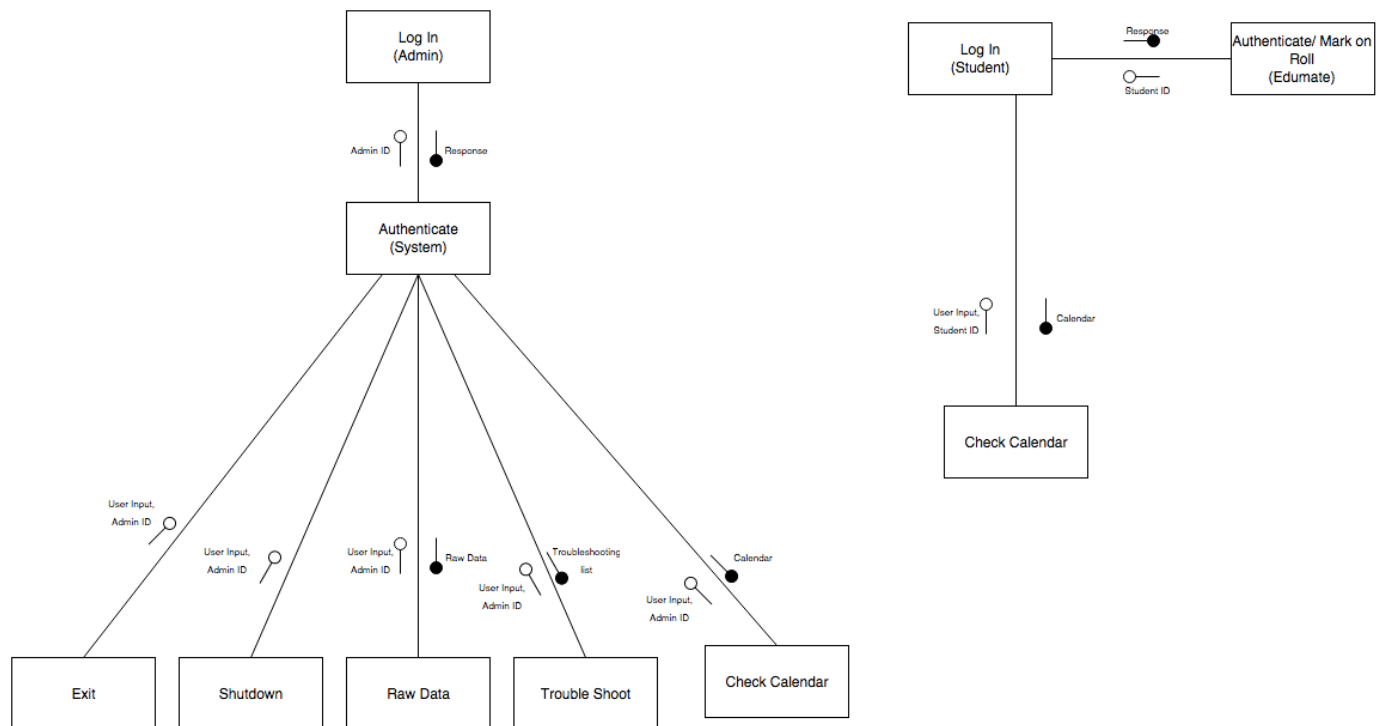 Log In
(Admin)
Admin ID
Response
Authenticate
(System)
User Input,
Admin ID
User Input,
Admin ID
User Input,
Admin ID
Raw Data
Troubleshooting
list
User Input,
Admin ID
Calendar
User Input,
Admin ID
Exit
Shutdown
Raw Data
Trouble Shoot
Check Calendar
Log In
(Student)
Response
Student ID
Authenticate/ Mark on
Roll
(Edumate)
User Input,
Student ID
Calendar
Check Calendar